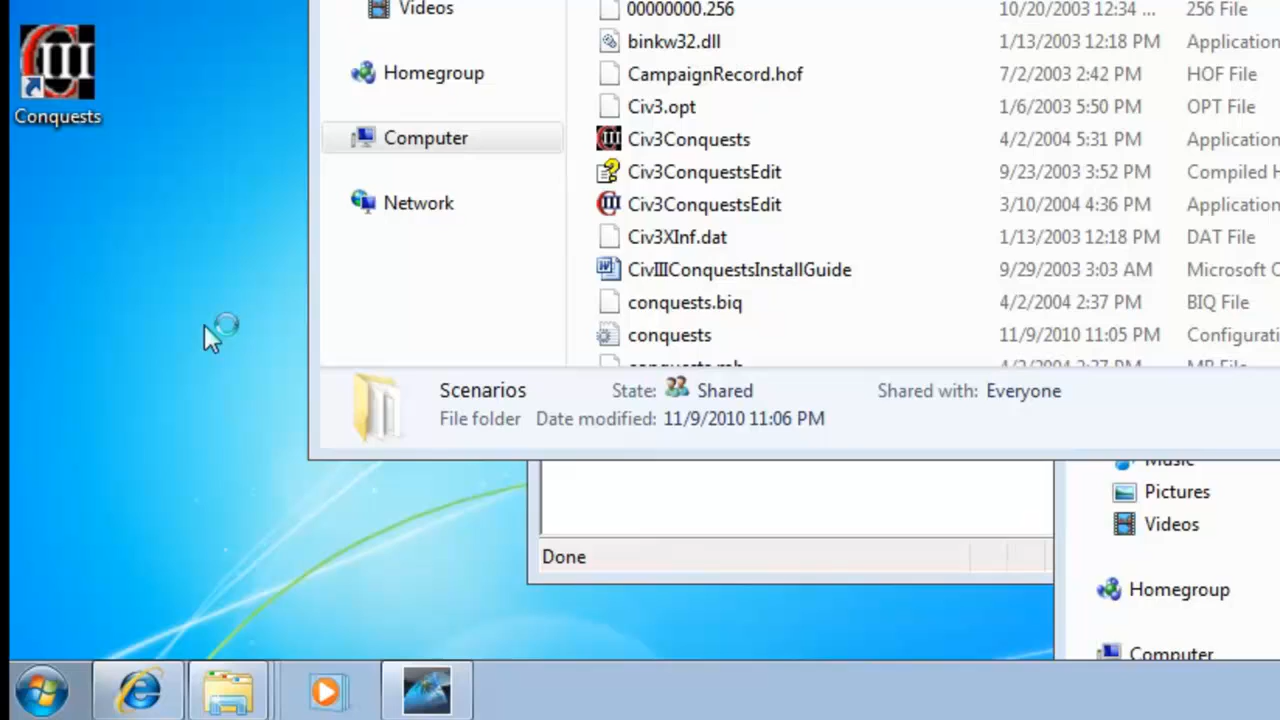 Conquests
Videos
Homegroup
Computer
Network
00000000.256 10/20/2003 12:34 ... 256 File
binkw32.dll 1/13/2003 12:18 PM Application
CampaignRecord.hof 7/2/2003 2:42 PM HOF File
Civ3.opt 1/6/2003 5:50 PM OPT File
Civ3Conquests 4/2/2004 5:31 PM Application
Civ3ConquestsEdit 9/23/2003 3:52 PM Compiled H
Civ3ConquestsEdit 3/10/2004 4:36 PM Application
Civ3XInf.dat 1/13/2003 12:18 PM DAT File
CivIIIConquestsInstallGuide 9/29/2003 3:03 AM Microsoft O
conquests.biq 4/2/2004 2:37 PM BIQ File
conquests 11/9/2010 11:05 PM Configurati
Scenarios State: Shared Shared with: Everyone
File folder Date modified: 11/9/2010 11:06 PM
Music
Pictures
Videos
Done
Homegroup
Computer